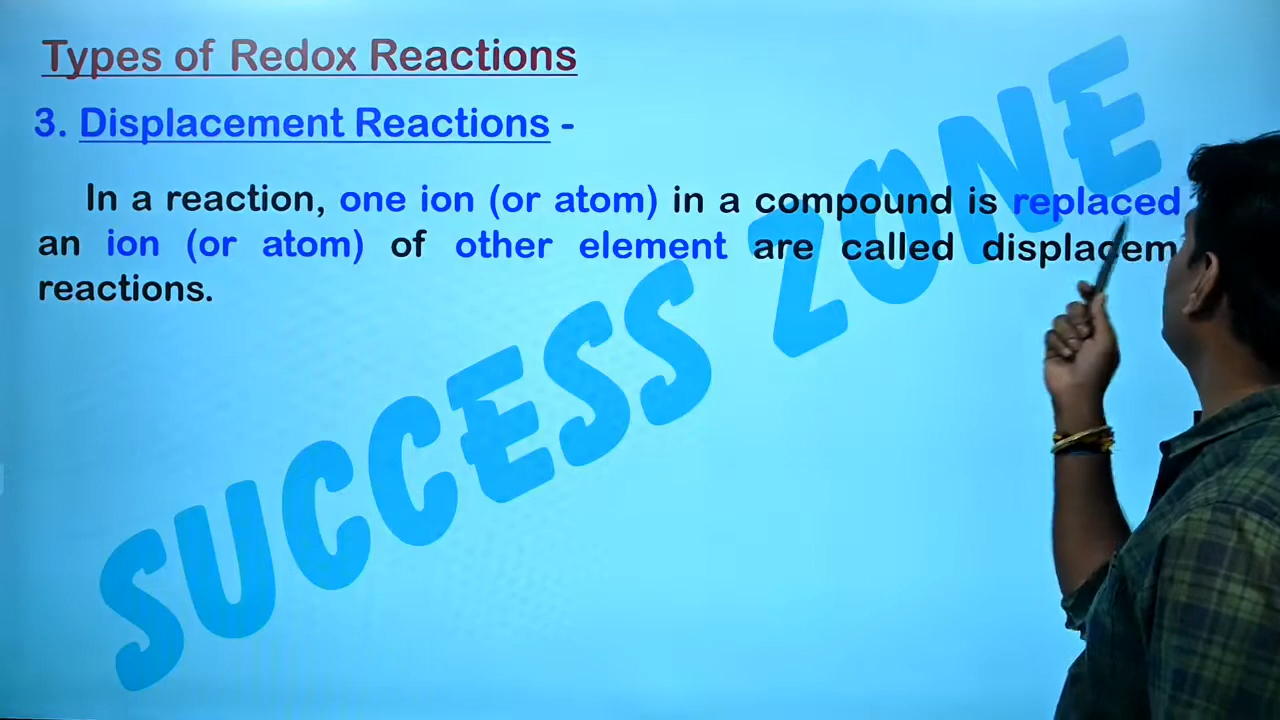 Types of Redox Reactions
3. Displacement Reactions -
In a reaction, one ion (or atom) in a compound is replaced
an ion (or atom) of other element are called displacem
reactions.
SUCCESS ZONE